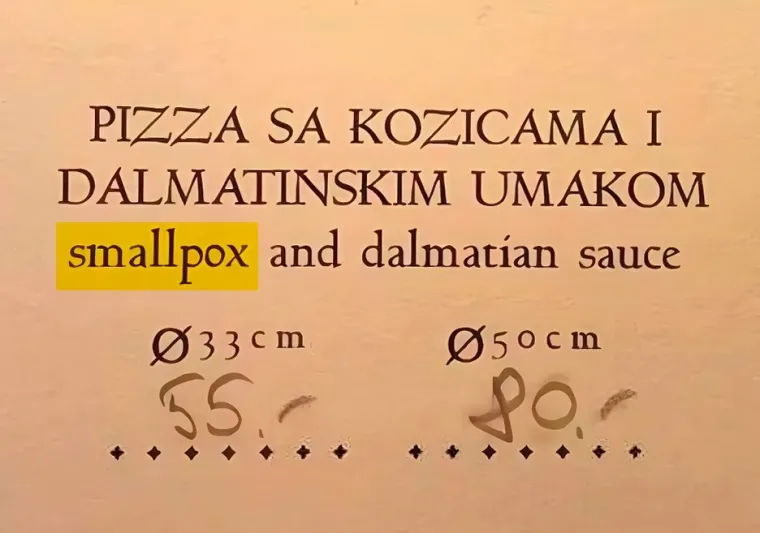 PIZZA SA KOZICAMA I
DALMATINSKIM UMAKOM
smallpox and dalmatian sauce
Ø33cm Ø50cm
55.- 80.-